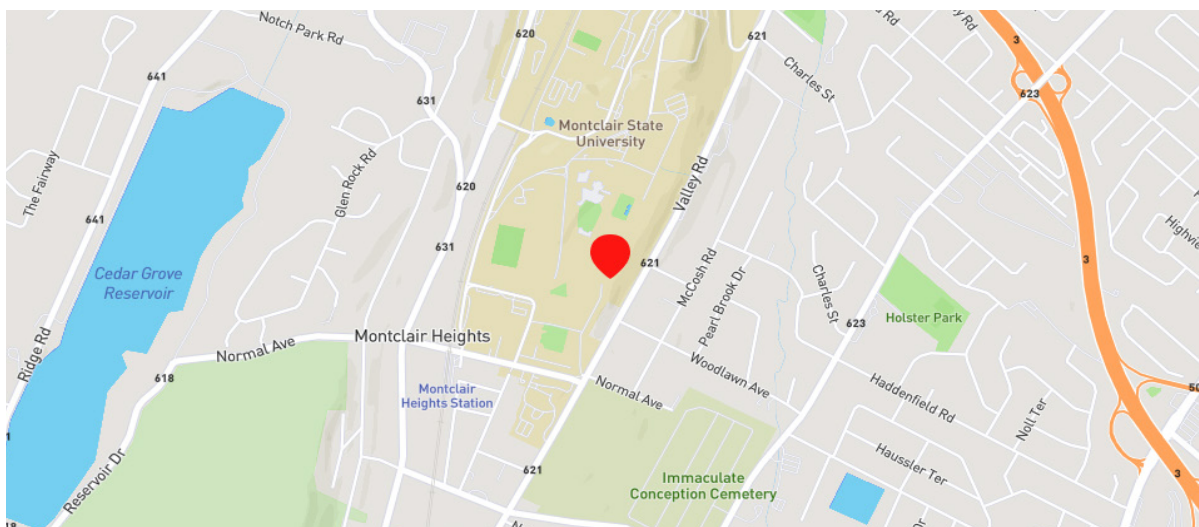 Notch Park Rd
620
621
3
623
641
631
Charles St
Montclair State
University
The Fairway
Glen Rock Rd
620
Valley Rd
641
631
Cedar Grove
Reservoir
621
McCosh Rd
Pearl Brook Dr
Charles St
3
Holster Park
623
Ridge Rd
Normal Ave
Montclair Heights
618
Montclair
Heights Station
Normal Ave
Woodlawn Ave
Haddenfield Rd
Noll Ter
Haussler Ter
621
Immaculate
Conception Cemetery
Reservoir Dr
3